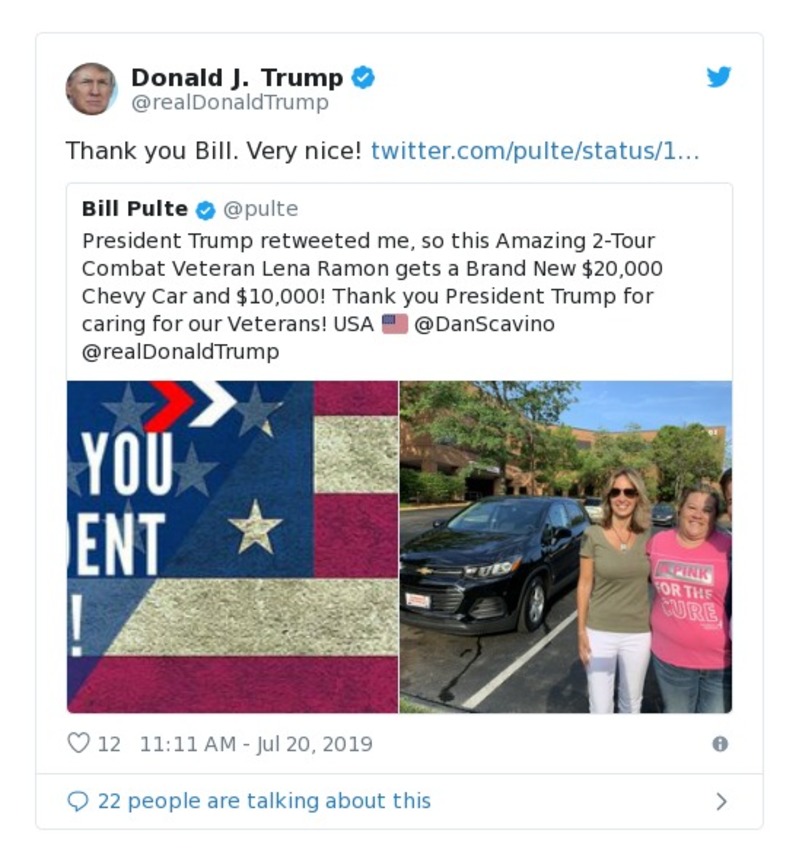 Donald J. Trump
@realDonaldTrump
Thank you Bill. Very nice! twitter.com/pulte/status/1…
Bill Pulte @pulte
President Trump retweeted me, so this Amazing 2-Tour
Combat Veteran Lena Ramon gets a Brand New $20,000
Chevy Car and $10,000! Thank you President Trump for
caring for our Veterans! USA 🇺🇸 @DanScavino
@realDonaldTrump
YOU
DENT
!
PINK
FOR THE
CURE
12 11:11 AM - Jul 20, 2019
22 people are talking about this